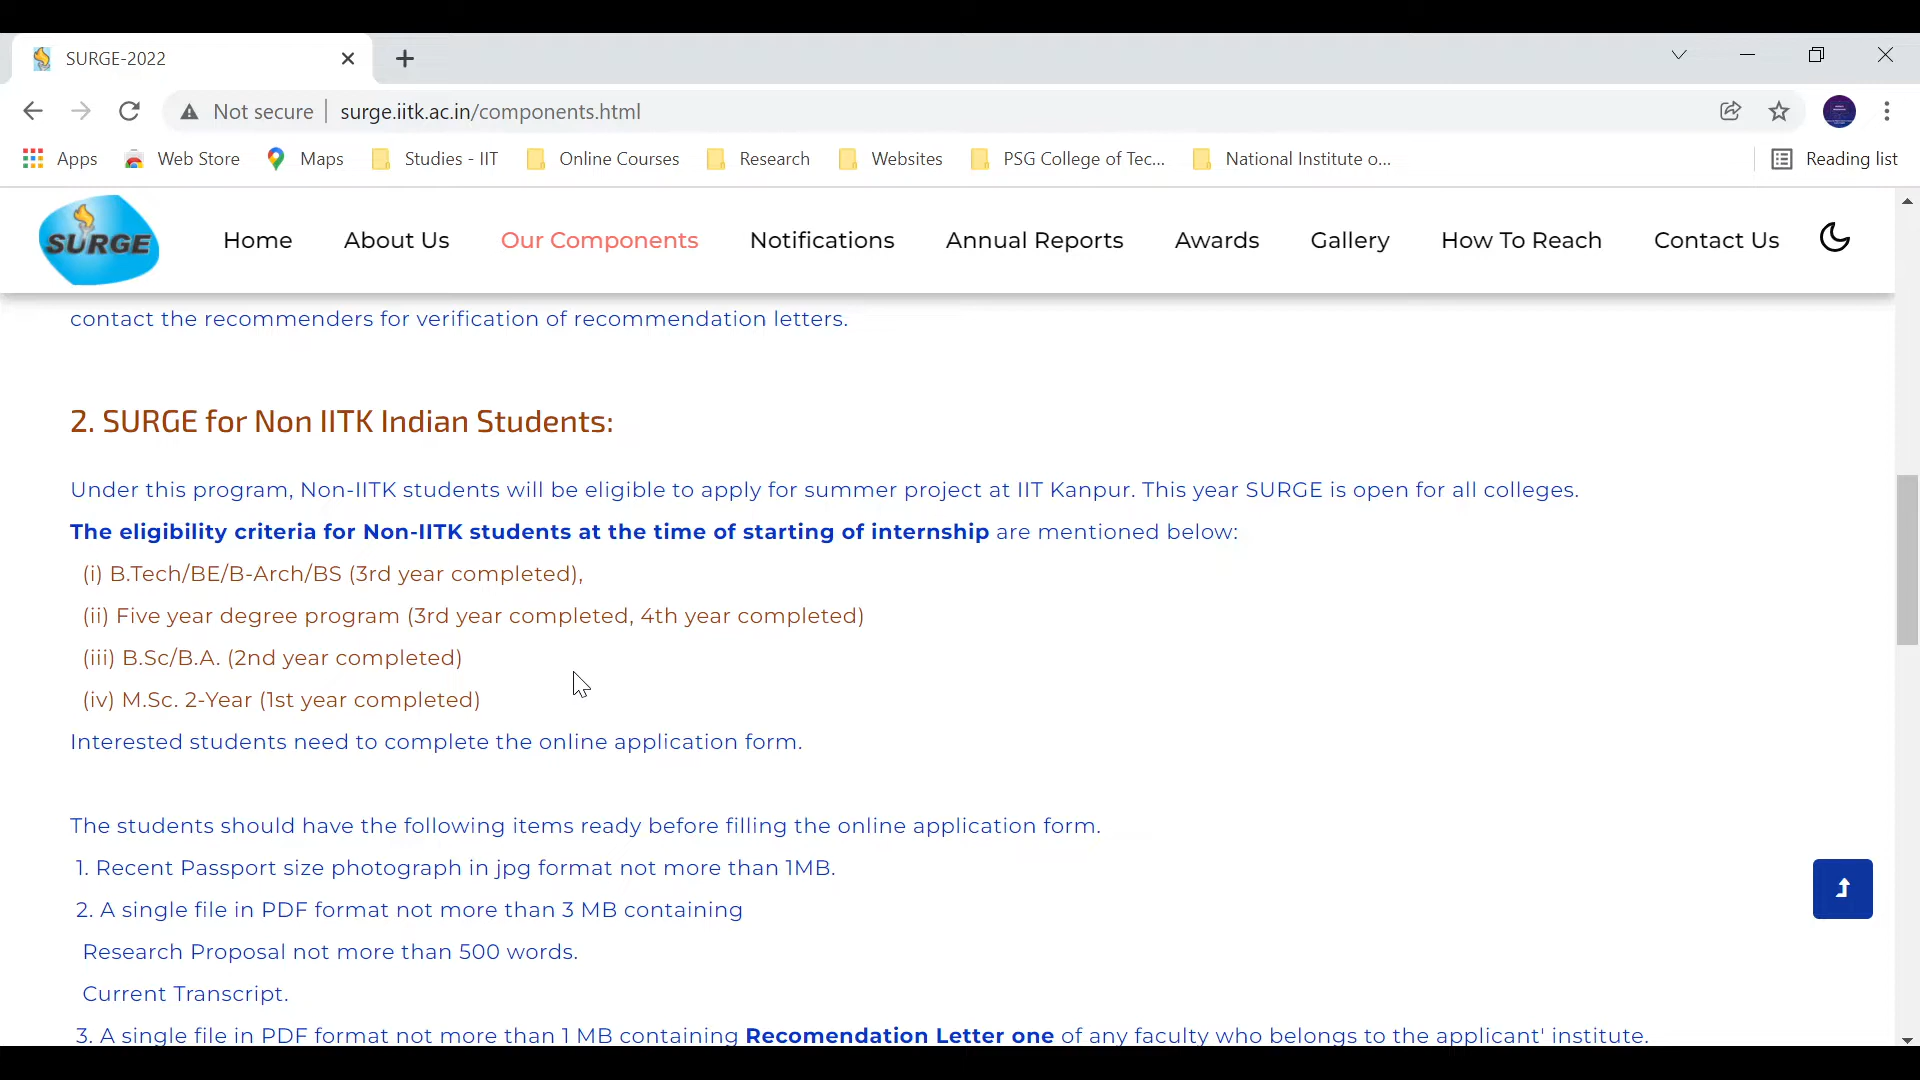 SURGE-2022
Not secure surge.iitk.ac.in/components.html
Apps Web Store Maps Studies - IIT Online Courses Research Websites PSG College of Tec... National Institute o... Reading list
SURGE Home About Us Our Components Notifications Annual Reports Awards Gallery How To Reach Contact Us
contact the recommenders for verification of recommendation letters.
2. SURGE for Non IITK Indian Students:
Under this program, Non-IITK students will be eligible to apply for summer project at IIT Kanpur. This year SURGE is open for all colleges.
The eligibility criteria for Non-IITK students at the time of starting of internship are mentioned below:
(i) B.Tech/BE/B-Arch/BS (3rd year completed),
(ii) Five year degree program (3rd year completed, 4th year completed)
(iii) B.Sc/B.A. (2nd year completed)
(iv) M.Sc. 2-Year (1st year completed)
Interested students need to complete the online application form.
The students should have the following items ready before filling the online application form.
1. Recent Passport size photograph in jpg format not more than 1MB.
2. A single file in PDF format not more than 3 MB containing
Research Proposal not more than 500 words.
Current Transcript.
3. A single file in PDF format not more than 1 MB containing Recomendation Letter one of any faculty who belongs to the applicant' institute.